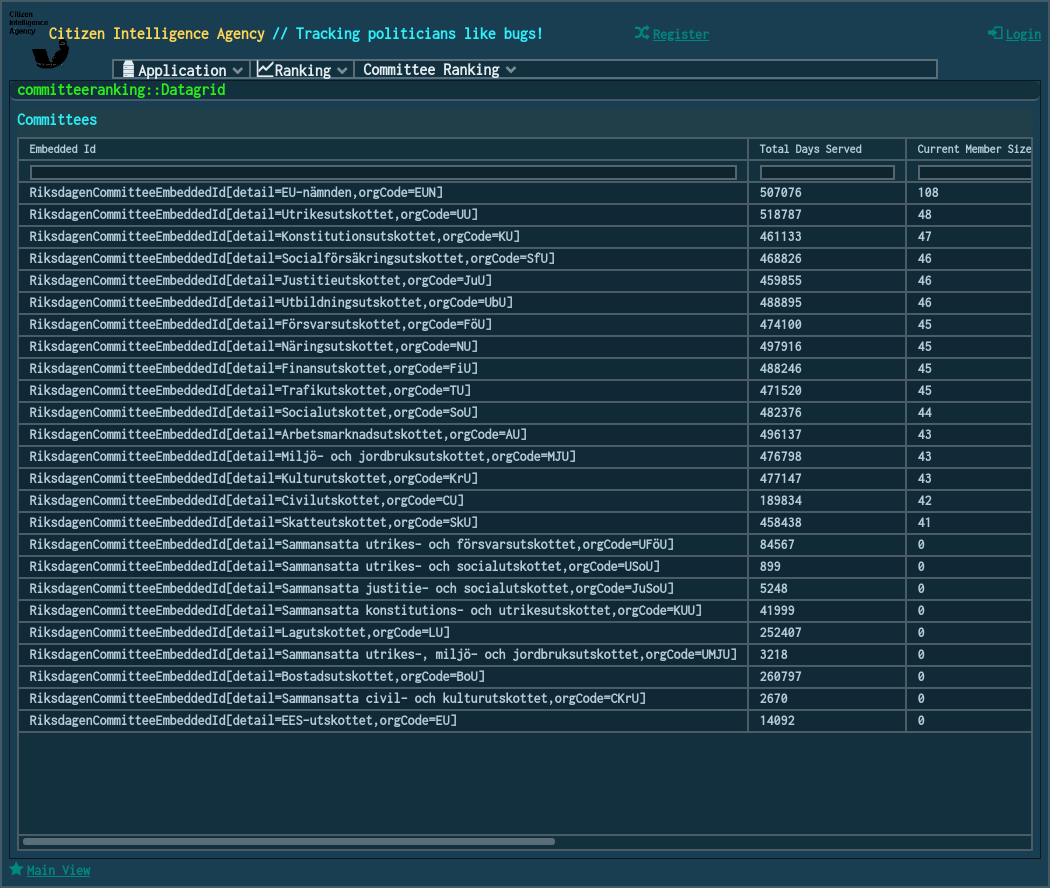 Citizen
Intelligence
Agency
Citizen Intelligence Agency // Tracking politicians like bugs!
Register
Login
Application
Ranking
Committee Ranking
committeeranking::Datagrid
Committees
Embedded Id Total Days Served Current Member Size
RiksdagenCommitteeEmbeddedId[detail=EU-nämnden,orgCode=EUN] 507076 108
RiksdagenCommitteeEmbeddedId[detail=Utrikesutskottet,orgCode=UU] 518787 48
RiksdagenCommitteeEmbeddedId[detail=Konstitutionsutskottet,orgCode=KU] 461133 47
RiksdagenCommitteeEmbeddedId[detail=Socialförsäkringsutskottet,orgCode=SfU] 468826 46
RiksdagenCommitteeEmbeddedId[detail=Justitieutskottet,orgCode=JuU] 459855 46
RiksdagenCommitteeEmbeddedId[detail=Utbildningsutskottet,orgCode=UbU] 488895 46
RiksdagenCommitteeEmbeddedId[detail=Försvarsutskottet,orgCode=FöU] 474100 45
RiksdagenCommitteeEmbeddedId[detail=Näringsutskottet,orgCode=NU] 497916 45
RiksdagenCommitteeEmbeddedId[detail=Finansutskottet,orgCode=FiU] 488246 45
RiksdagenCommitteeEmbeddedId[detail=Trafikutskottet,orgCode=TU] 471520 45
RiksdagenCommitteeEmbeddedId[detail=Socialutskottet,orgCode=SoU] 482376 44
RiksdagenCommitteeEmbeddedId[detail=Arbetsmarknadsutskottet,orgCode=AU] 496137 43
RiksdagenCommitteeEmbeddedId[detail=Miljö- och jordbruksutskottet,orgCode=MJU] 476798 43
RiksdagenCommitteeEmbeddedId[detail=Kulturutskottet,orgCode=KrU] 477147 43
RiksdagenCommitteeEmbeddedId[detail=Civilutskottet,orgCode=CU] 189834 42
RiksdagenCommitteeEmbeddedId[detail=Skatteutskottet,orgCode=SkU] 458438 41
RiksdagenCommitteeEmbeddedId[detail=Sammansatta utrikes- och försvarsutskottet,orgCode=UFöU] 84567 0
RiksdagenCommitteeEmbeddedId[detail=Sammansatta utrikes- och socialutskottet,orgCode=USoU] 899 0
RiksdagenCommitteeEmbeddedId[detail=Sammansatta justitie- och socialutskottet,orgCode=JuSoU] 5248 0
RiksdagenCommitteeEmbeddedId[detail=Sammansatta konstitutions- och utrikesutskottet,orgCode=KUU] 41999 0
RiksdagenCommitteeEmbeddedId[detail=Lagutskottet,orgCode=LU] 252407 0
RiksdagenCommitteeEmbeddedId[detail=Sammansatta utrikes-, miljö- och jordbruksutskottet,orgCode=UMJU] 3218 0
RiksdagenCommitteeEmbeddedId[detail=Bostadsutskottet,orgCode=BoU] 260797 0
RiksdagenCommitteeEmbeddedId[detail=Sammansatta civil- och kulturutskottet,orgCode=CKrU] 2670 0
RiksdagenCommitteeEmbeddedId[detail=EES-utskottet,orgCode=EU] 14092 0
Main View